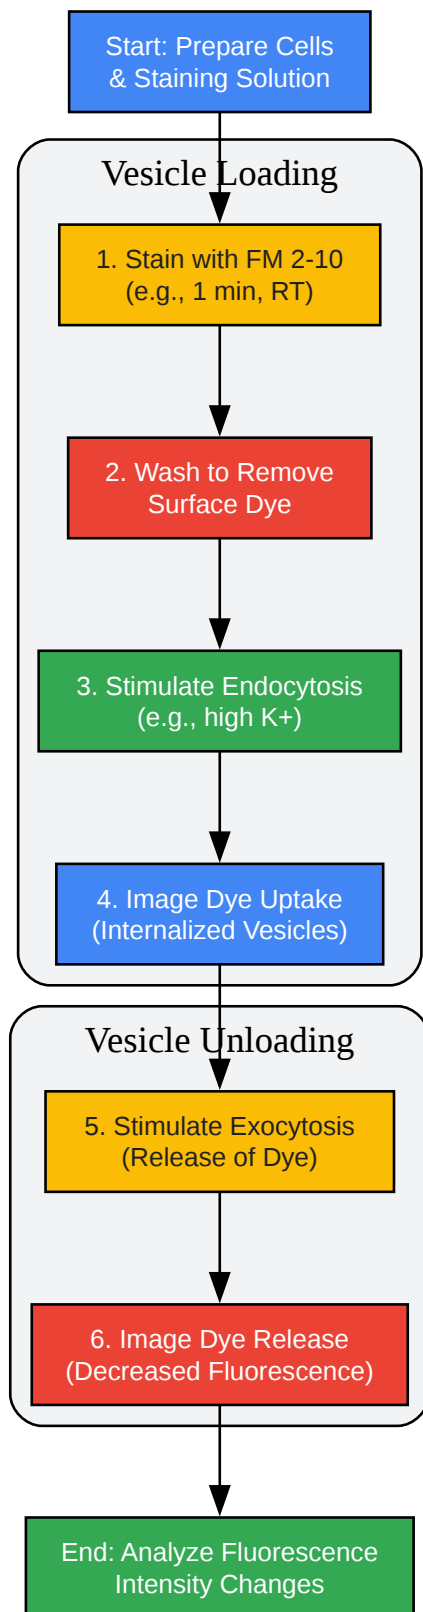 Start: Prepare Cells
& Staining Solution
Vesicle Loading
1. Stain with FM 2-10
(e.g., 1 min, RT)
2. Wash to Remove
Surface Dye
3. Stimulate Endocytosis
(e.g., high K+)
4. Image Dye Uptake
(Internalized Vesicles)
Vesicle Unloading
5. Stimulate Exocytosis
(Release of Dye)
6. Image Dye Release
(Decreased Fluorescence)
End: Analyze Fluorescence
Intensity Changes